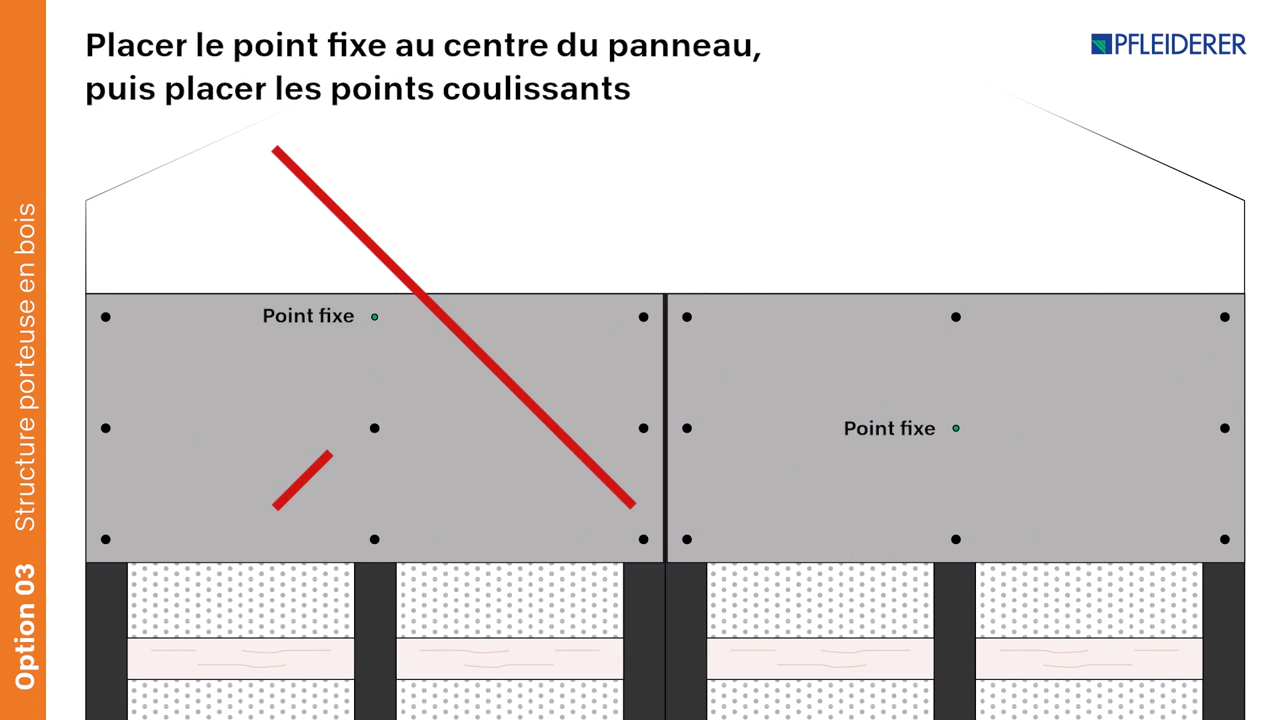 Placer le point fixe au centre du panneau,
puis placer les points coulissants
PFLEIDERER
Option 03 Structure porteuse en bois
Point fixe
Point fixe